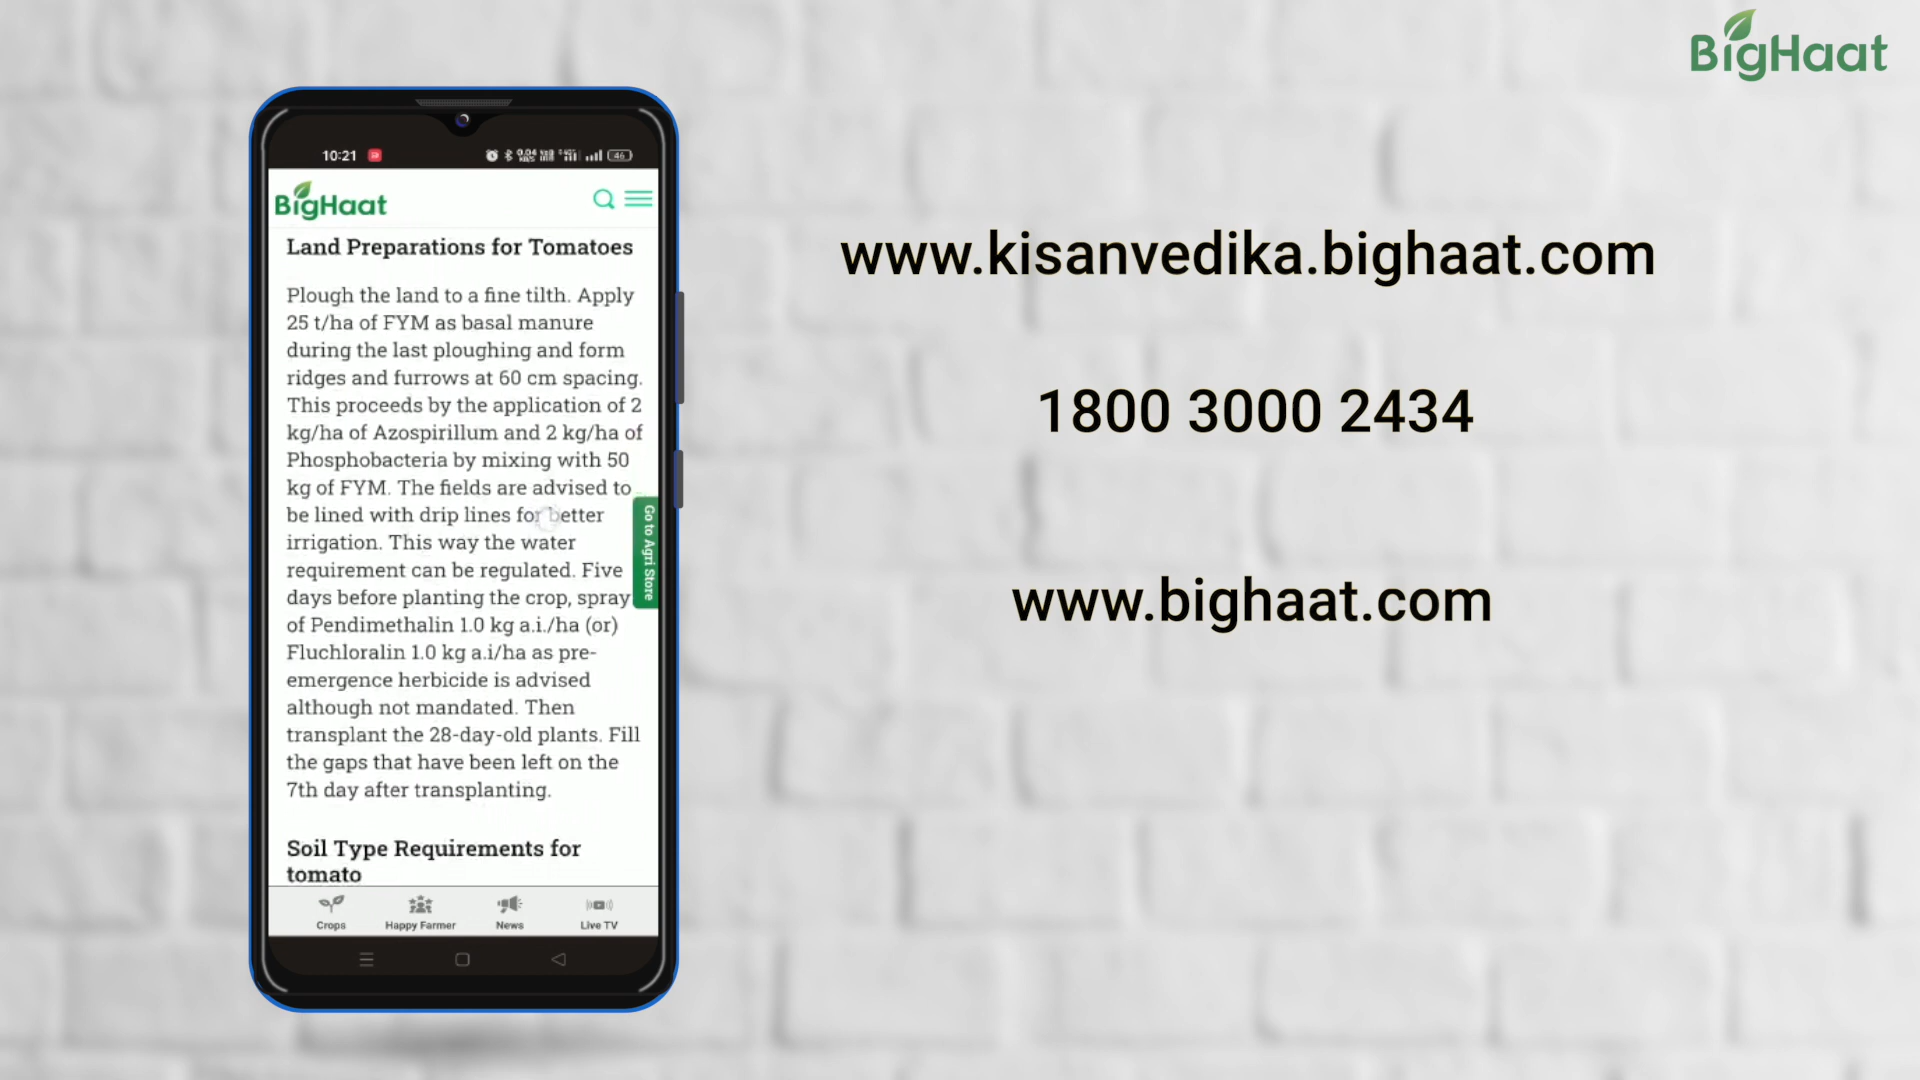 BigHaat
10:21
46
BigHaat
Land Preparations for Tomatoes
Plough the land to a fine tilth. Apply
25 t/ha of FYM as basal manure
during the last ploughing and form
ridges and furrows at 60 cm spacing.
This proceeds by the application of 2
kg/ha of Azospirillum and 2 kg/ha of
Phosphobacteria by mixing with 50
kg of FYM. The fields are advised to
be lined with drip lines for better
irrigation. This way the water
requirement can be regulated. Five
days before planting the crop, spray
of Pendimethalin 1.0 kg a.i./ha (or)
Fluchloralin 1.0 kg a.i/ha as pre-
emergence herbicide is advised
although not mandated. Then
transplant the 28-day-old plants. Fill
the gaps that have been left on the
7th day after transplanting.
Go to Agri Store
Soil Type Requirements for
tomato
Crops Happy Farmer News Live TV
www.kisanvedika.bighaat.com
1800 3000 2434
www.bighaat.com